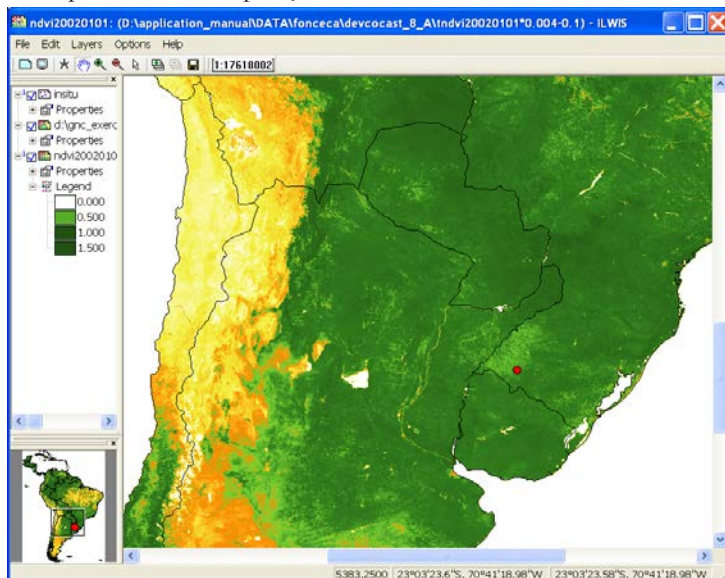 ndvi20020101: (D:\application_manual\DATA\fonceca\devcocast_8_A\tndvi20020101*0.004-0.1) - ILWIS
File Edit Layers Options Help
1:17618002
insitu
Properties
d:\gnc_exerc
Properties
ndvi2002010
Properties
Legend
0.000
0.500
1.000
1.500
5383,2500 23°03'23.6"S, 70°41'18.98"W 23°03'23.58"S, 70°41'18.98"W